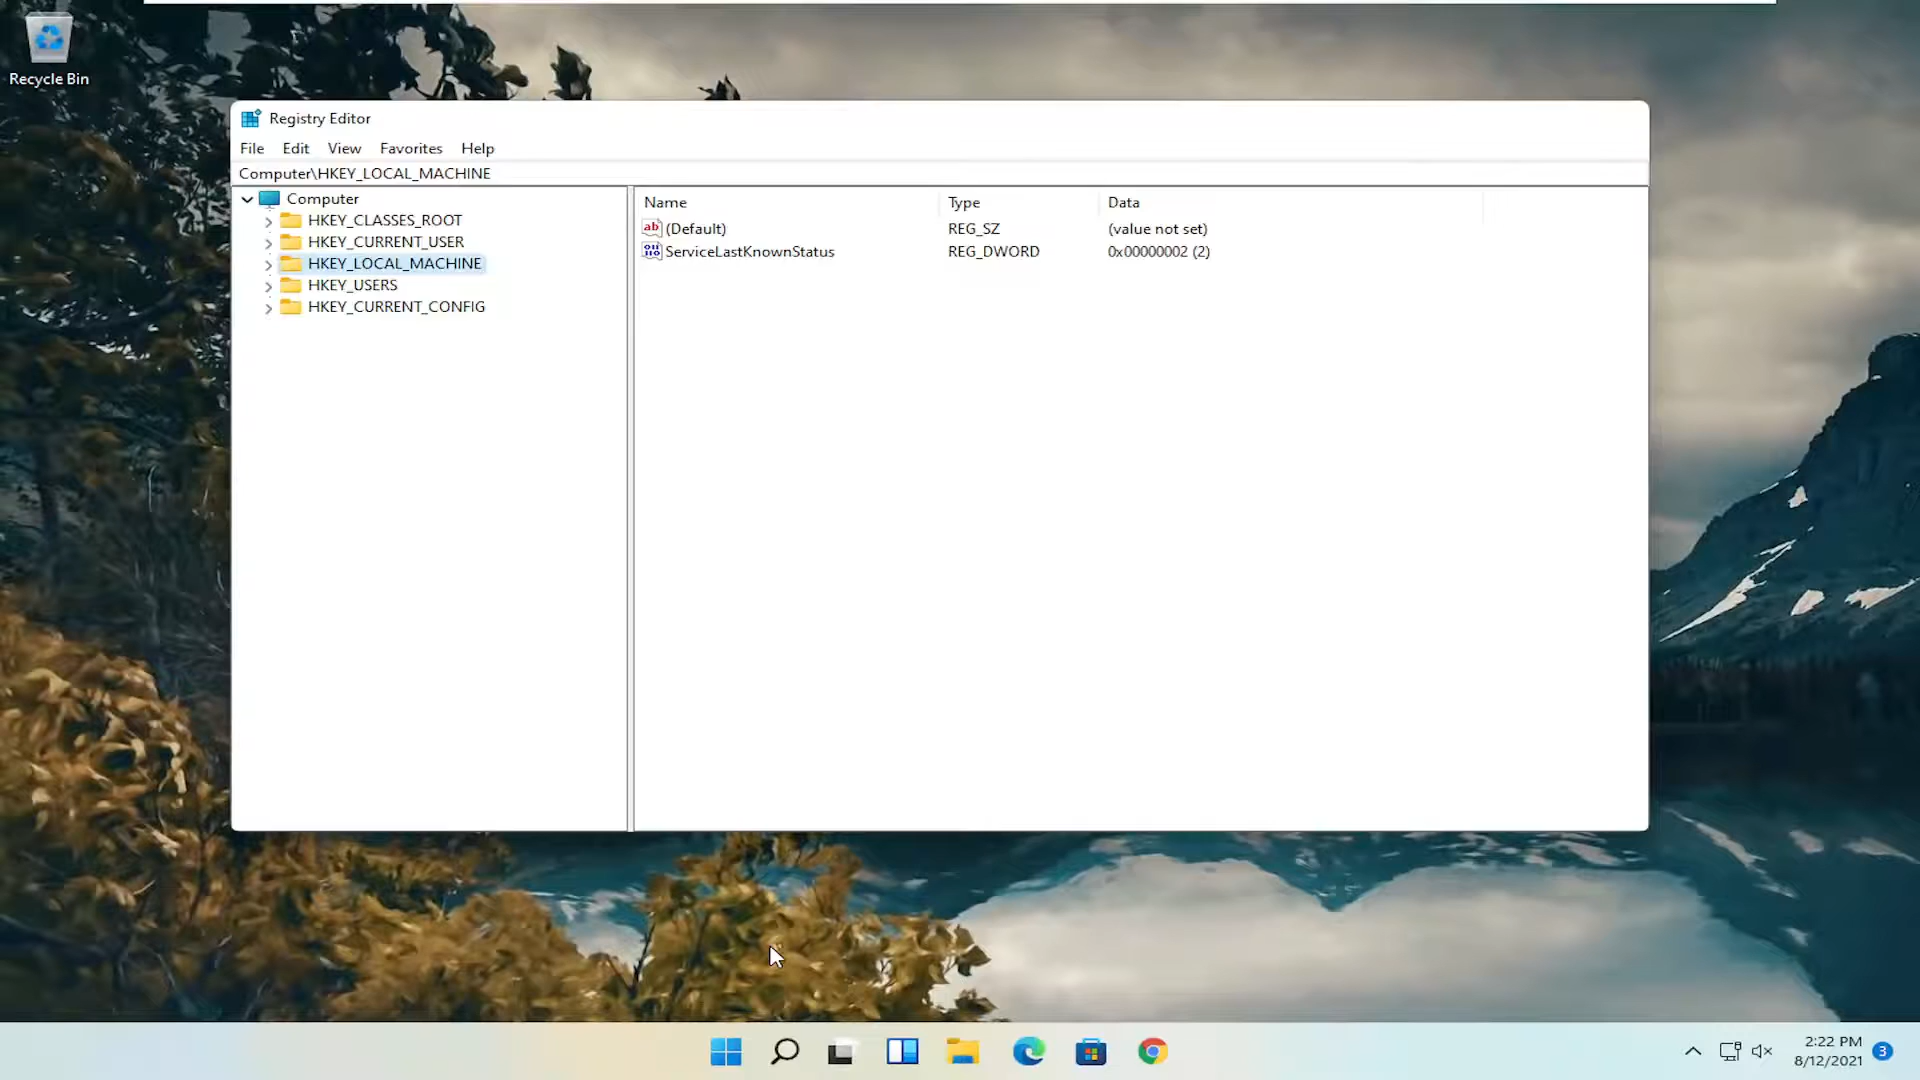 Recycle Bin
Registry Editor
File Edit View Favorites Help
Computer\HKEY_LOCAL_MACHINE
Computer
HKEY_CLASSES_ROOT
HKEY_CURRENT_USER
HKEY_LOCAL_MACHINE
HKEY_USERS
HKEY_CURRENT_CONFIG
Name Type Data
ab (Default) REG_SZ (value not set)
ServiceLastKnownStatus REG_DWORD 0x00000002 (2)
2:22 PM
8/12/2021 3